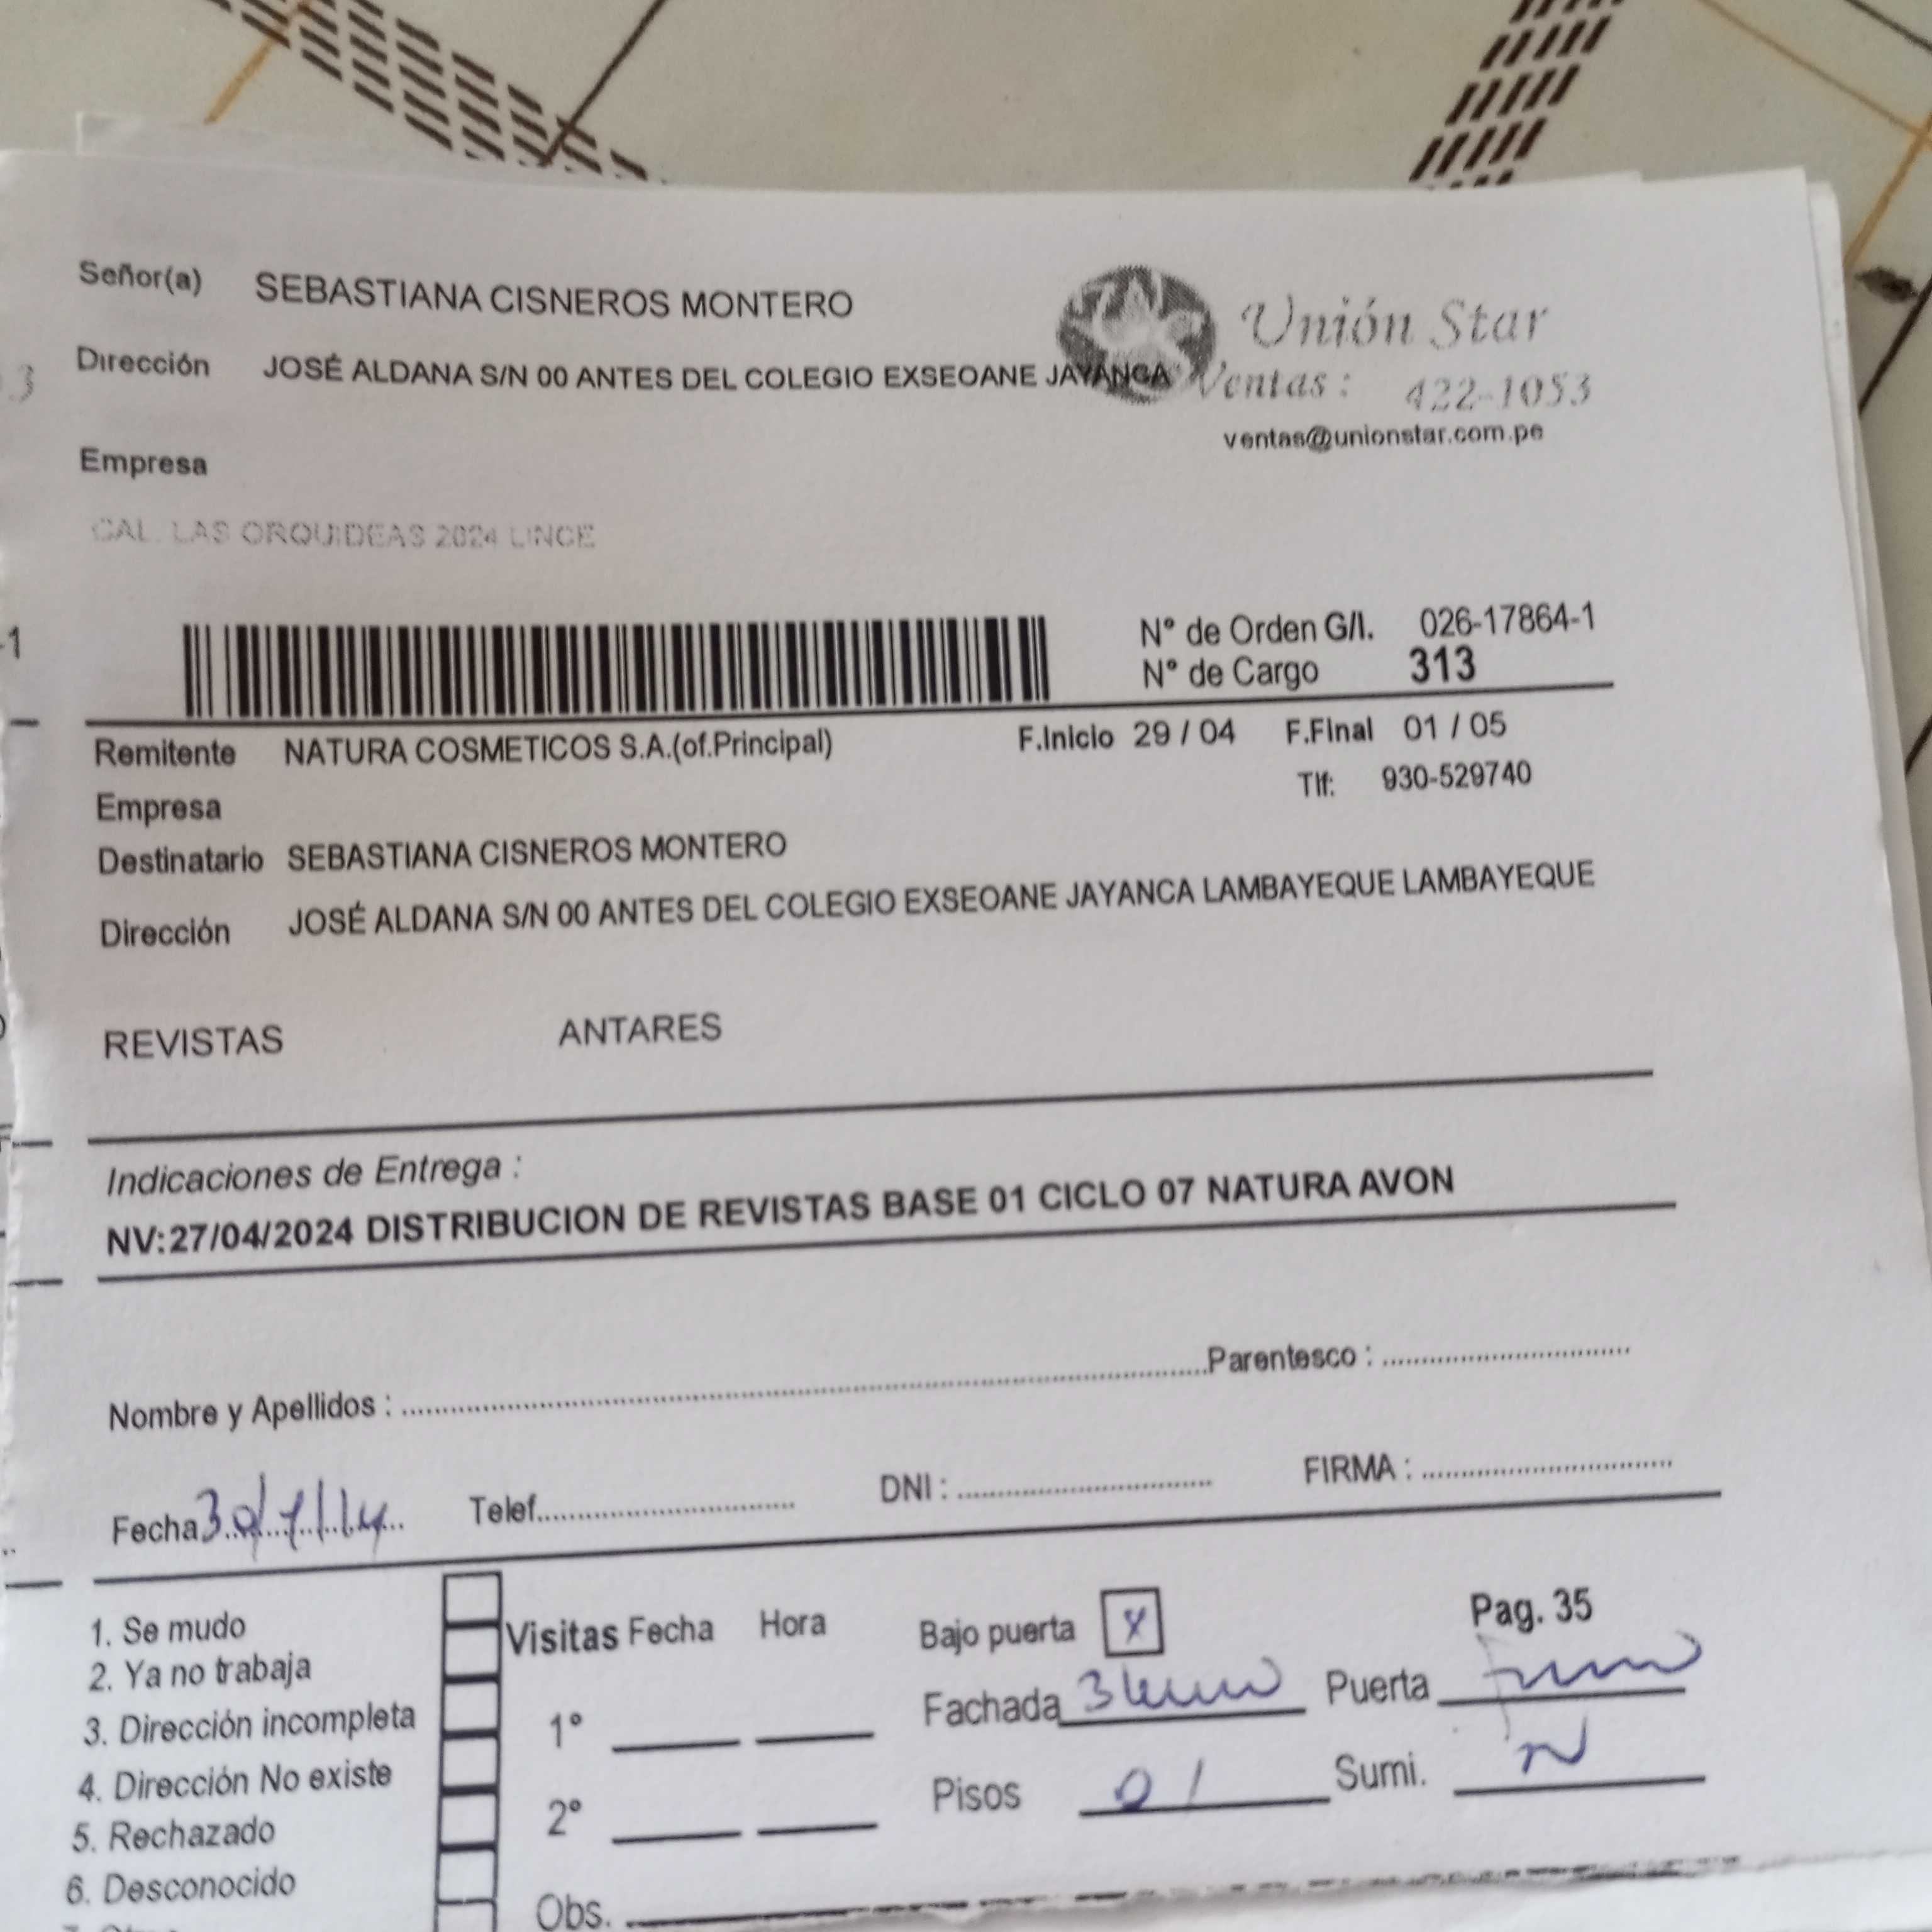 Señor(a) SEBASTIANA CISNEROS MONTERO
Unión Star
Dirección JOSÉ ALDANA S/N 00 ANTES DEL COLEGIO EXSEOANE JAYANCA
Ventas : 422-1053
ventas@unionstar.com.pe
Empresa
CAL. LAS ORQUIDEAS 2024 LINCE
Nº de Orden G/I. 026-17864-1
Nº de Cargo 313
Remitente NATURA COSMETICOS S.A.(of.Principal) F.Inicio 29 / 04 F.Final 01 / 05
Empresa Tlf: 930-529740
Destinatario SEBASTIANA CISNEROS MONTERO
Dirección JOSÉ ALDANA S/N 00 ANTES DEL COLEGIO EXSEOANE JAYANCA LAMBAYEQUE LAMBAYEQUE
REVISTAS ANTARES
Indicaciones de Entrega :
NV:27/04/2024 DISTRIBUCION DE REVISTAS BASE 01 CICLO 07 NATURA AVON
Nombre y Apellidos : Parentesco :
Fecha Telef. DNI : FIRMA :
1. Se mudo
2. Ya no trabaja
3. Dirección incompleta
4. Dirección No existe
5. Rechazado
6. Desconocido
Visitas Fecha Hora
1º
2º
Obs.
Bajo puerta X Pag. 35
Fachada Puerta
Pisos 01 Sumi. N